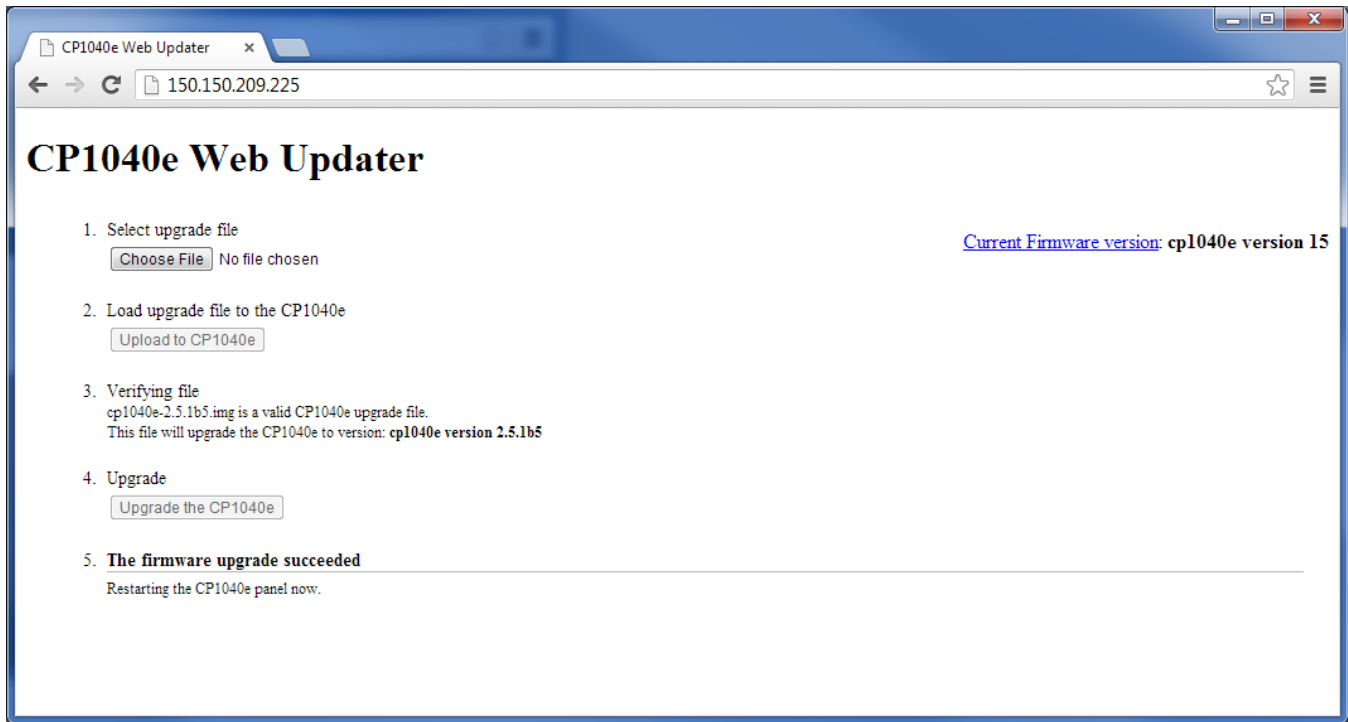 CP1040e Web Updater
150.150.209.225
CP1040e Web Updater
1. Select upgrade file
Choose File No file chosen
Current Firmware version: cp1040e version 15
2. Load upgrade file to the CP1040e
Upload to CP1040e
3. Verifying file
cp1040e-2.5.1b5.img is a valid CP1040e upgrade file.
This file will upgrade the CP1040e to version: cp1040e version 2.5.1b5
4. Upgrade
Upgrade the CP1040e
5. The firmware upgrade succeeded
Restarting the CP1040e panel now.